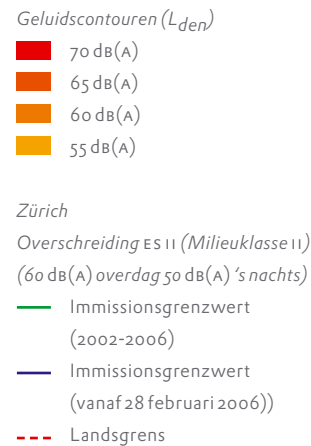 Geluidscontouren (Lden)
70 dB(A)
65 dB(A)
60 dB(A)
55 dB(A)
Zürich
Overschreiding ES II (Milieuklasse II)
(60 dB(A) overdag 50 dB(A) 's nachts)
Immissionsgrenzwert
(2002-2006)
Immissionsgrenzwert
(vanaf 28 februari 2006))
Landsgrens